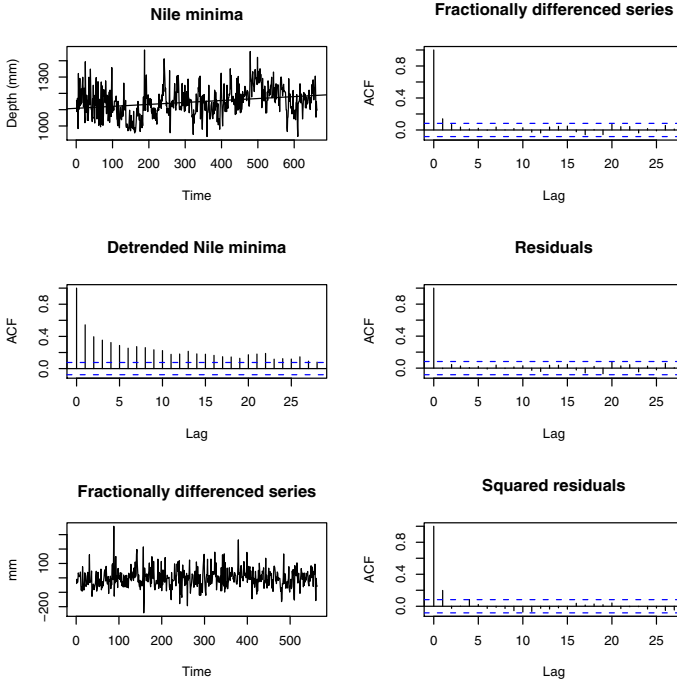 Nile minima
Depth (mm)
1300
1000
0 100 200 300 400 500 600
Time
Fractionally differenced series
ACF
0.8
0.4
0.0
0 5 10 15 20 25
Lag
Detrended Nile minima
ACF
0.8
0.4
0.0
0 5 10 15 20 25
Lag
Residuals
ACF
0.8
0.4
0.0
0 5 10 15 20 25
Lag
Fractionally differenced series
mm
100
−200
0 100 200 300 400 500
Time
Squared residuals
ACF
0.8
0.4
0.0
0 5 10 15 20 25
Lag